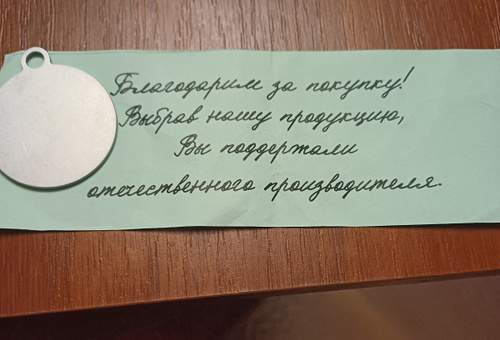 Благодарим за покупку!
Выбрав нашу продукцию,
Вы поддержали
отечественного производителя.